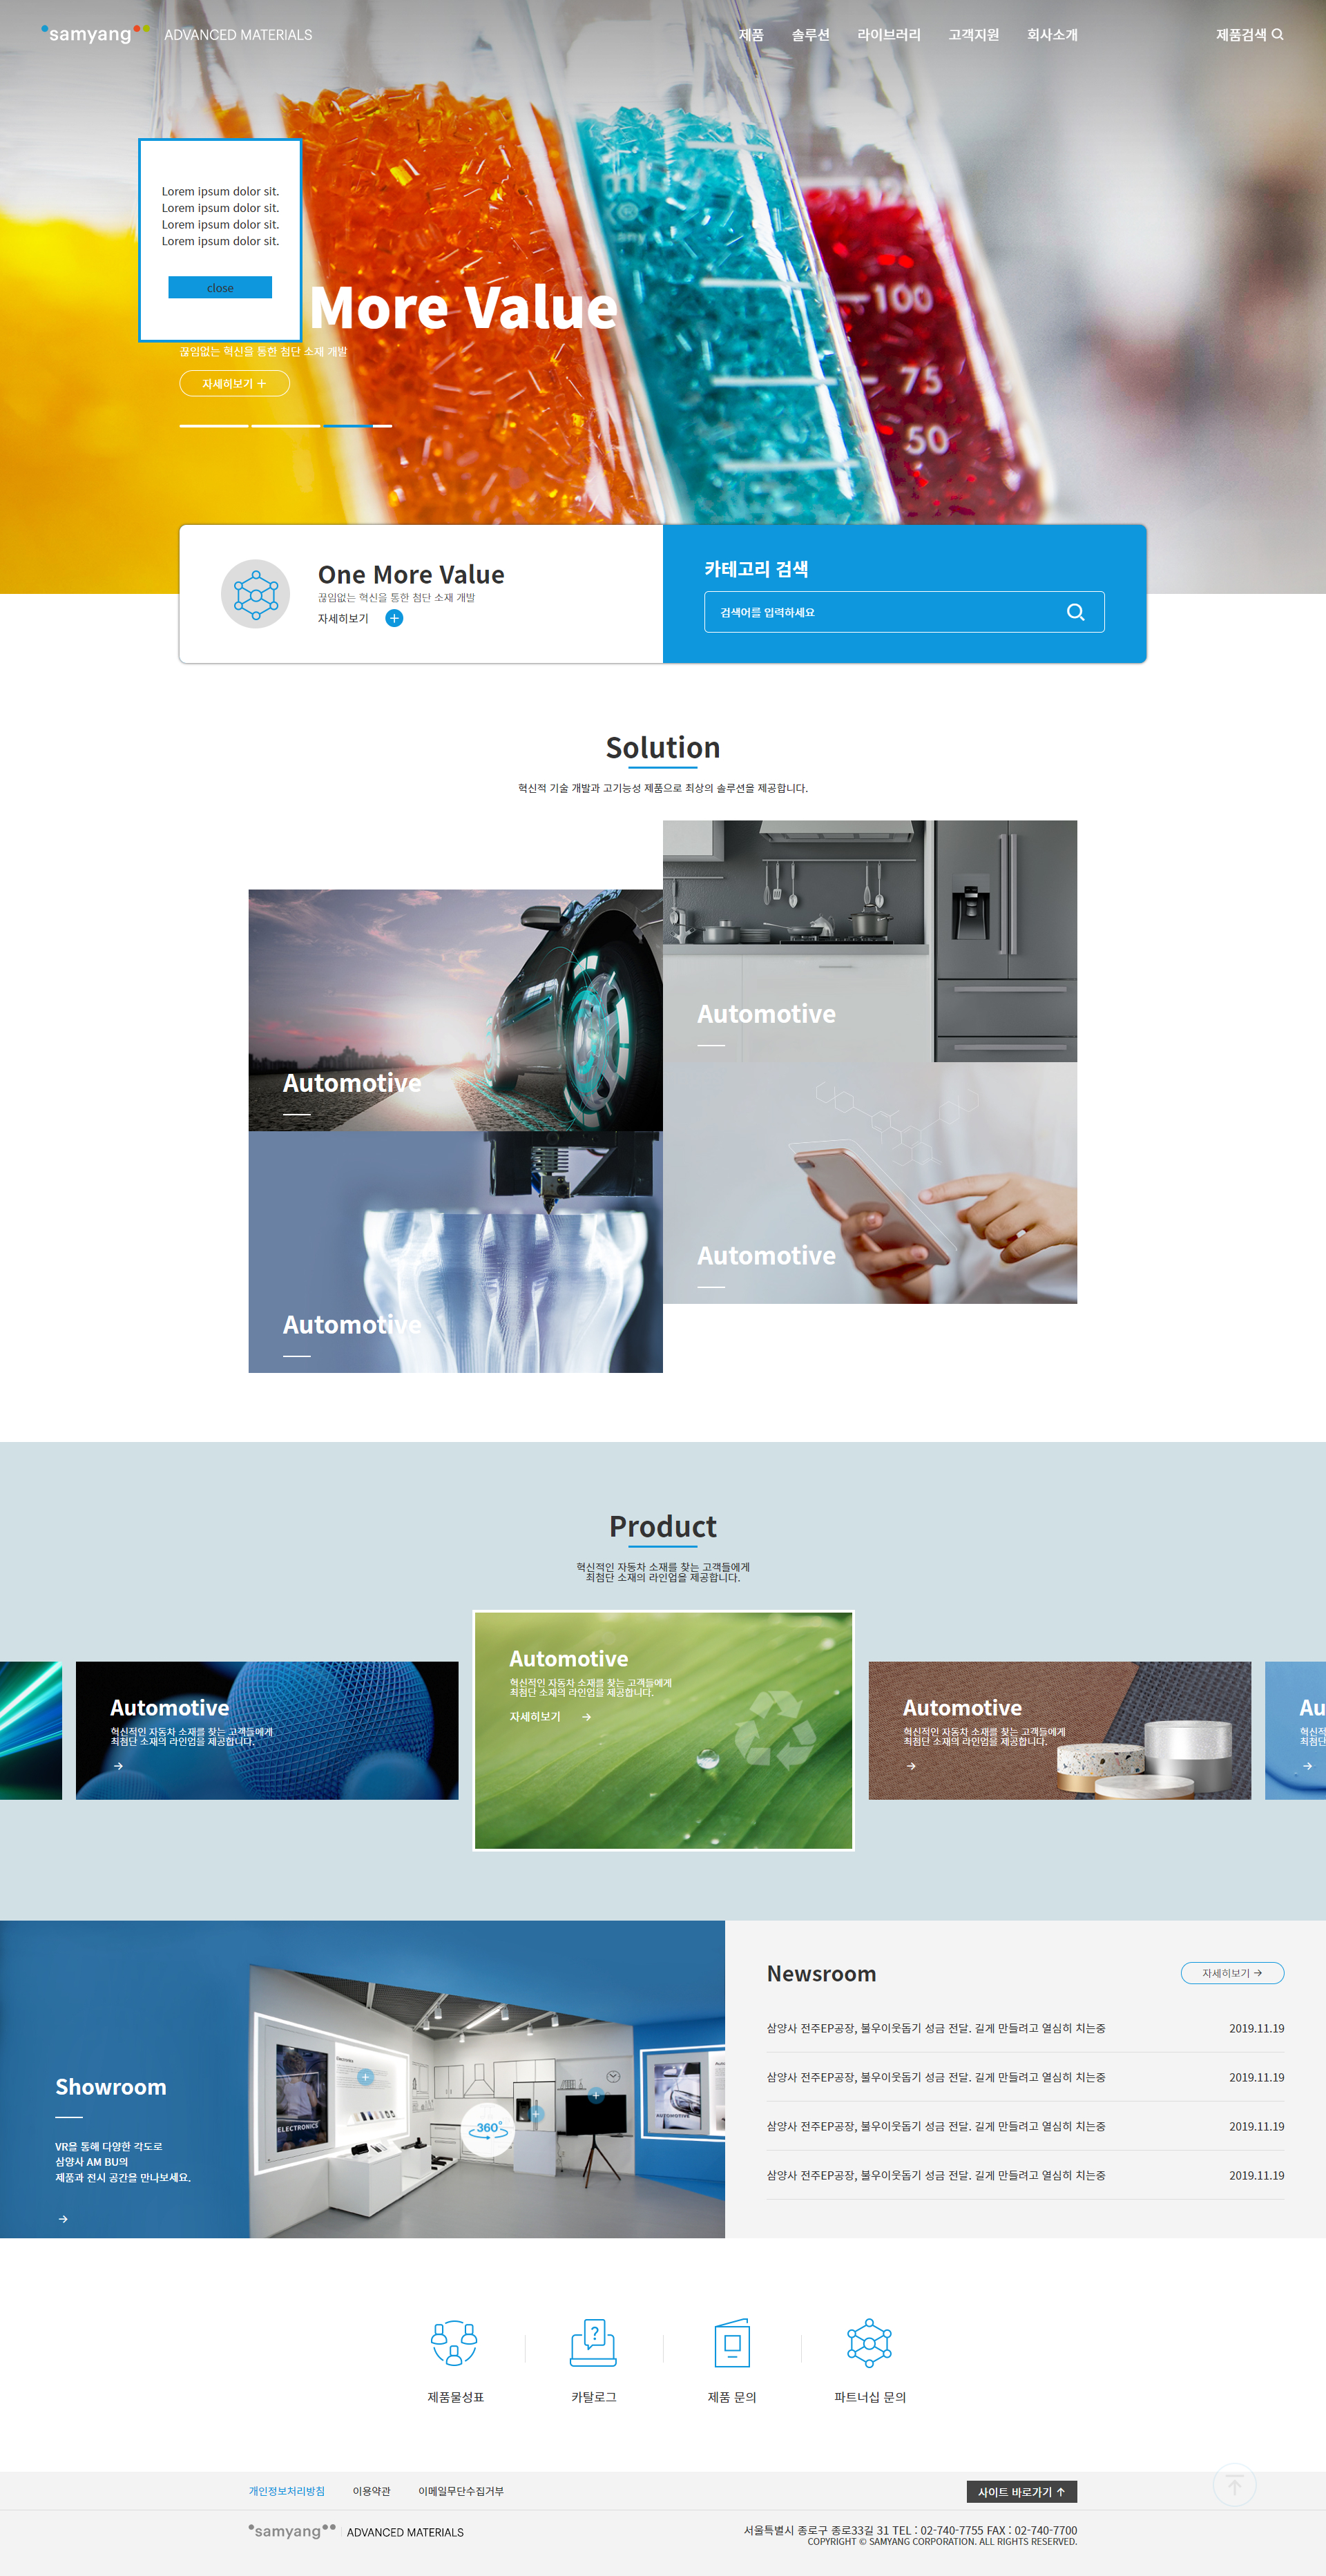 samyang ADVANCED MATERIALS
제품 솔루션 라이브러리 고객지원 회사소개 제품검색
Lorem ipsum dolor sit.
Lorem ipsum dolor sit.
Lorem ipsum dolor sit.
Lorem ipsum dolor sit.
close
More Value
끊임없는 혁신을 통한 첨단 소재 개발
자세히보기
100
75
50
One More Value
끊임없는 혁신을 통한 첨단 소재 개발
자세히보기
카테고리 검색
검색어를 입력하세요
Solution
혁신적 기술 개발과 고기능성 제품으로 최상의 솔루션을 제공합니다.
Automotive
Automotive
Automotive
Automotive
Product
혁신적인 자동차 소재를 찾는 고객들에게
최첨단 소재의 라인업을 제공합니다.
Automotive
혁신적인 자동차 소재를 찾는 고객들에게
최첨단 소재의 라인업을 제공합니다.
Automotive
혁신적인 자동차 소재를 찾는 고객들에게
최첨단 소재의 라인업을 제공합니다.
자세히보기
Automotive
혁신적인 자동차 소재를 찾는 고객들에게
최첨단 소재의 라인업을 제공합니다.
Au
혁신적
최첨단
Showroom
VR을 통해 다양한 각도로
삼양사 AM BU의
제품과 전시 공간을 만나보세요.
ELECTRONICS
360°
AUTOMOTIVE
Newsroom
자세히보기
삼양사 전주EP공장, 불우이웃돕기 성금 전달. 길게 만들려고 열심히 치는중 2019.11.19
삼양사 전주EP공장, 불우이웃돕기 성금 전달. 길게 만들려고 열심히 치는중 2019.11.19
삼양사 전주EP공장, 불우이웃돕기 성금 전달. 길게 만들려고 열심히 치는중 2019.11.19
삼양사 전주EP공장, 불우이웃돕기 성금 전달. 길게 만들려고 열심히 치는중 2019.11.19
제품물성표
카탈로그
제품 문의
파트너십 문의
개인정보처리방침 이용약관 이메일무단수집거부
사이트 바로가기
samyang ADVANCED MATERIALS
서울특별시 종로구 종로33길 31 TEL : 02-740-7755 FAX : 02-740-7700
COPYRIGHT © SAMYANG CORPORATION. ALL RIGHTS RESERVED.